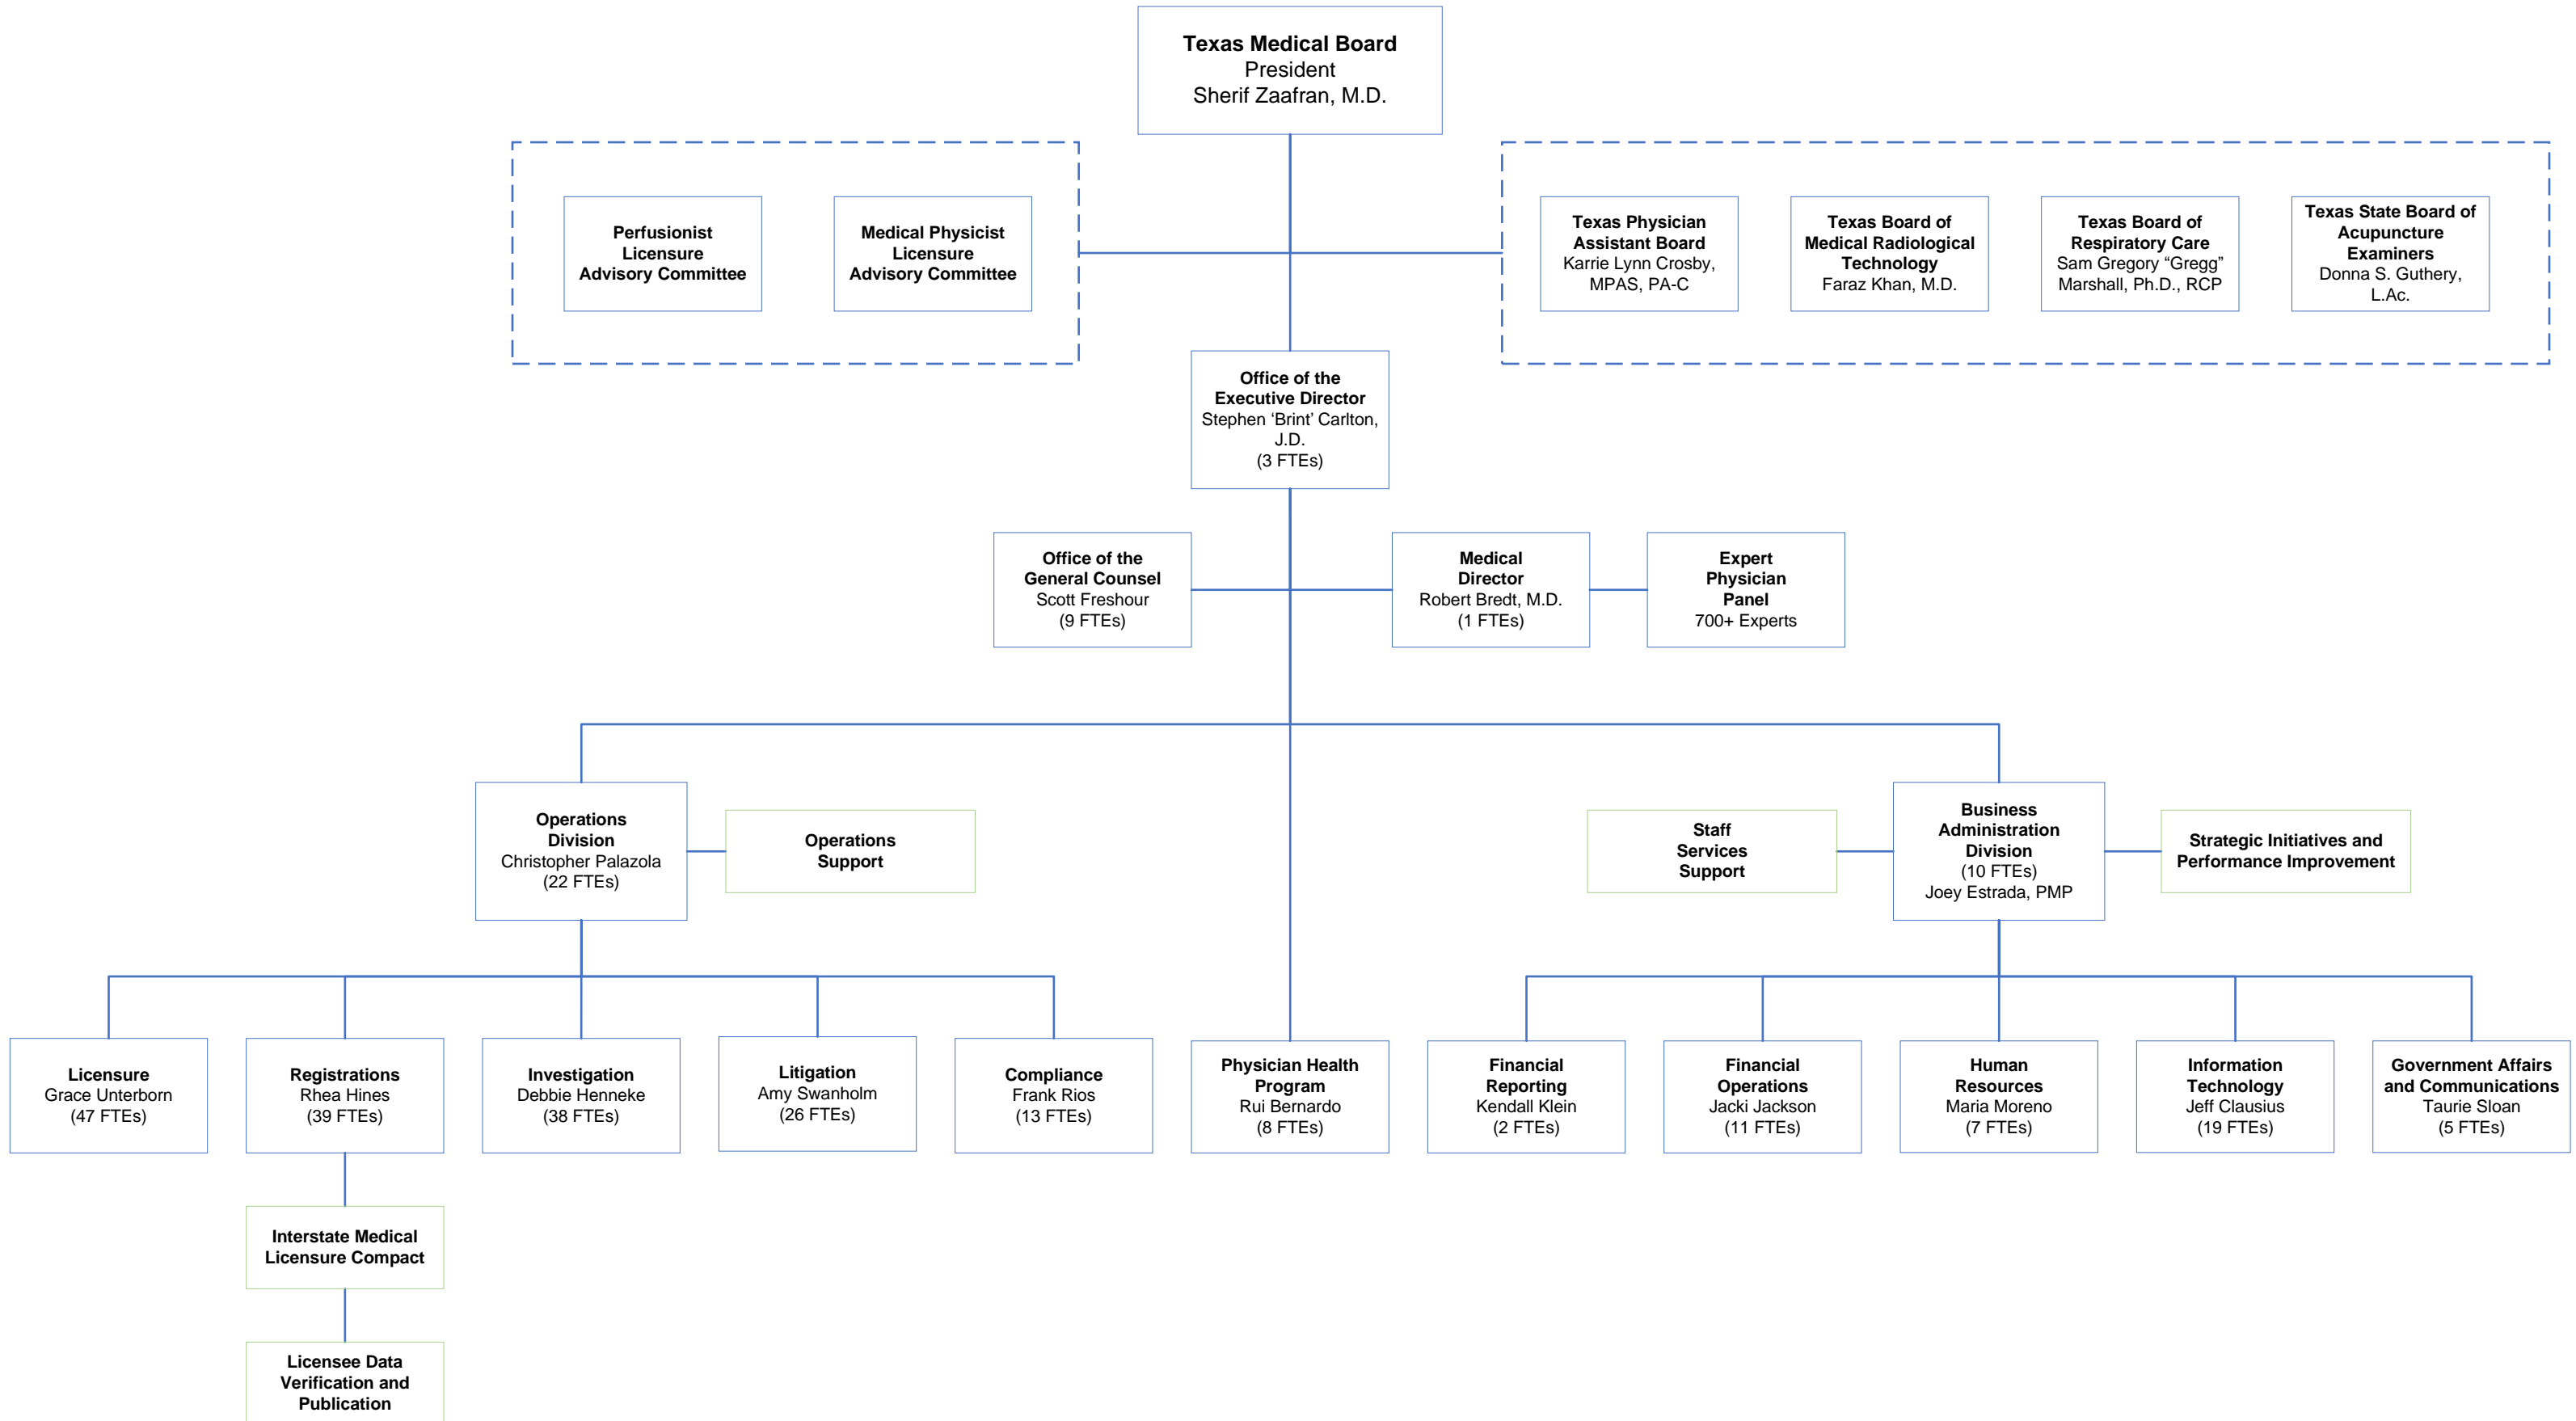 Texas Medical Board
President
Sherif Zaafran, M.D.
Perfusionist
Licensure
Advisory Committee
Medical Physicist
Licensure
Advisory Committee
Texas Physician
Assistant Board
Karrie Lynn Crosby,
MPAS, PA-C
Texas Board of
Medical Radiological
Technology
Faraz Khan, M.D.
Texas Board of
Respiratory Care
Sam Gregory “Gregg”
Marshall, Ph.D., RCP
Texas State Board of
Acupuncture
Examiners
Donna S. Guthery,
L.Ac.
Office of the
Executive Director
Stephen ‘Brint’ Carlton,
J.D.
(3 FTEs)
Office of the
General Counsel
Scott Freshour
(9 FTEs)
Medical
Director
Robert Bredt, M.D.
(1 FTEs)
Expert
Physician
Panel
700+ Experts
Operations
Division
Christopher Palazola
(22 FTEs)
Operations
Support
Staff
Services
Support
Business
Administration
Division
(10 FTEs)
Joey Estrada, PMP
Strategic Initiatives and
Performance Improvement
Licensure
Grace Unterborn
(47 FTEs)
Registrations
Rhea Hines
(39 FTEs)
Investigation
Debbie Henneke
(38 FTEs)
Litigation
Amy Swanholm
(26 FTEs)
Compliance
Frank Rios
(13 FTEs)
Physician Health
Program
Rui Bernardo
(8 FTEs)
Financial
Reporting
Kendall Klein
(2 FTEs)
Financial
Operations
Jacki Jackson
(11 FTEs)
Human
Resources
Maria Moreno
(7 FTEs)
Information
Technology
Jeff Clausius
(19 FTEs)
Government Affairs
and Communications
Taurie Sloan
(5 FTEs)
Interstate Medical
Licensure Compact
Licensee Data
Verification and
Publication